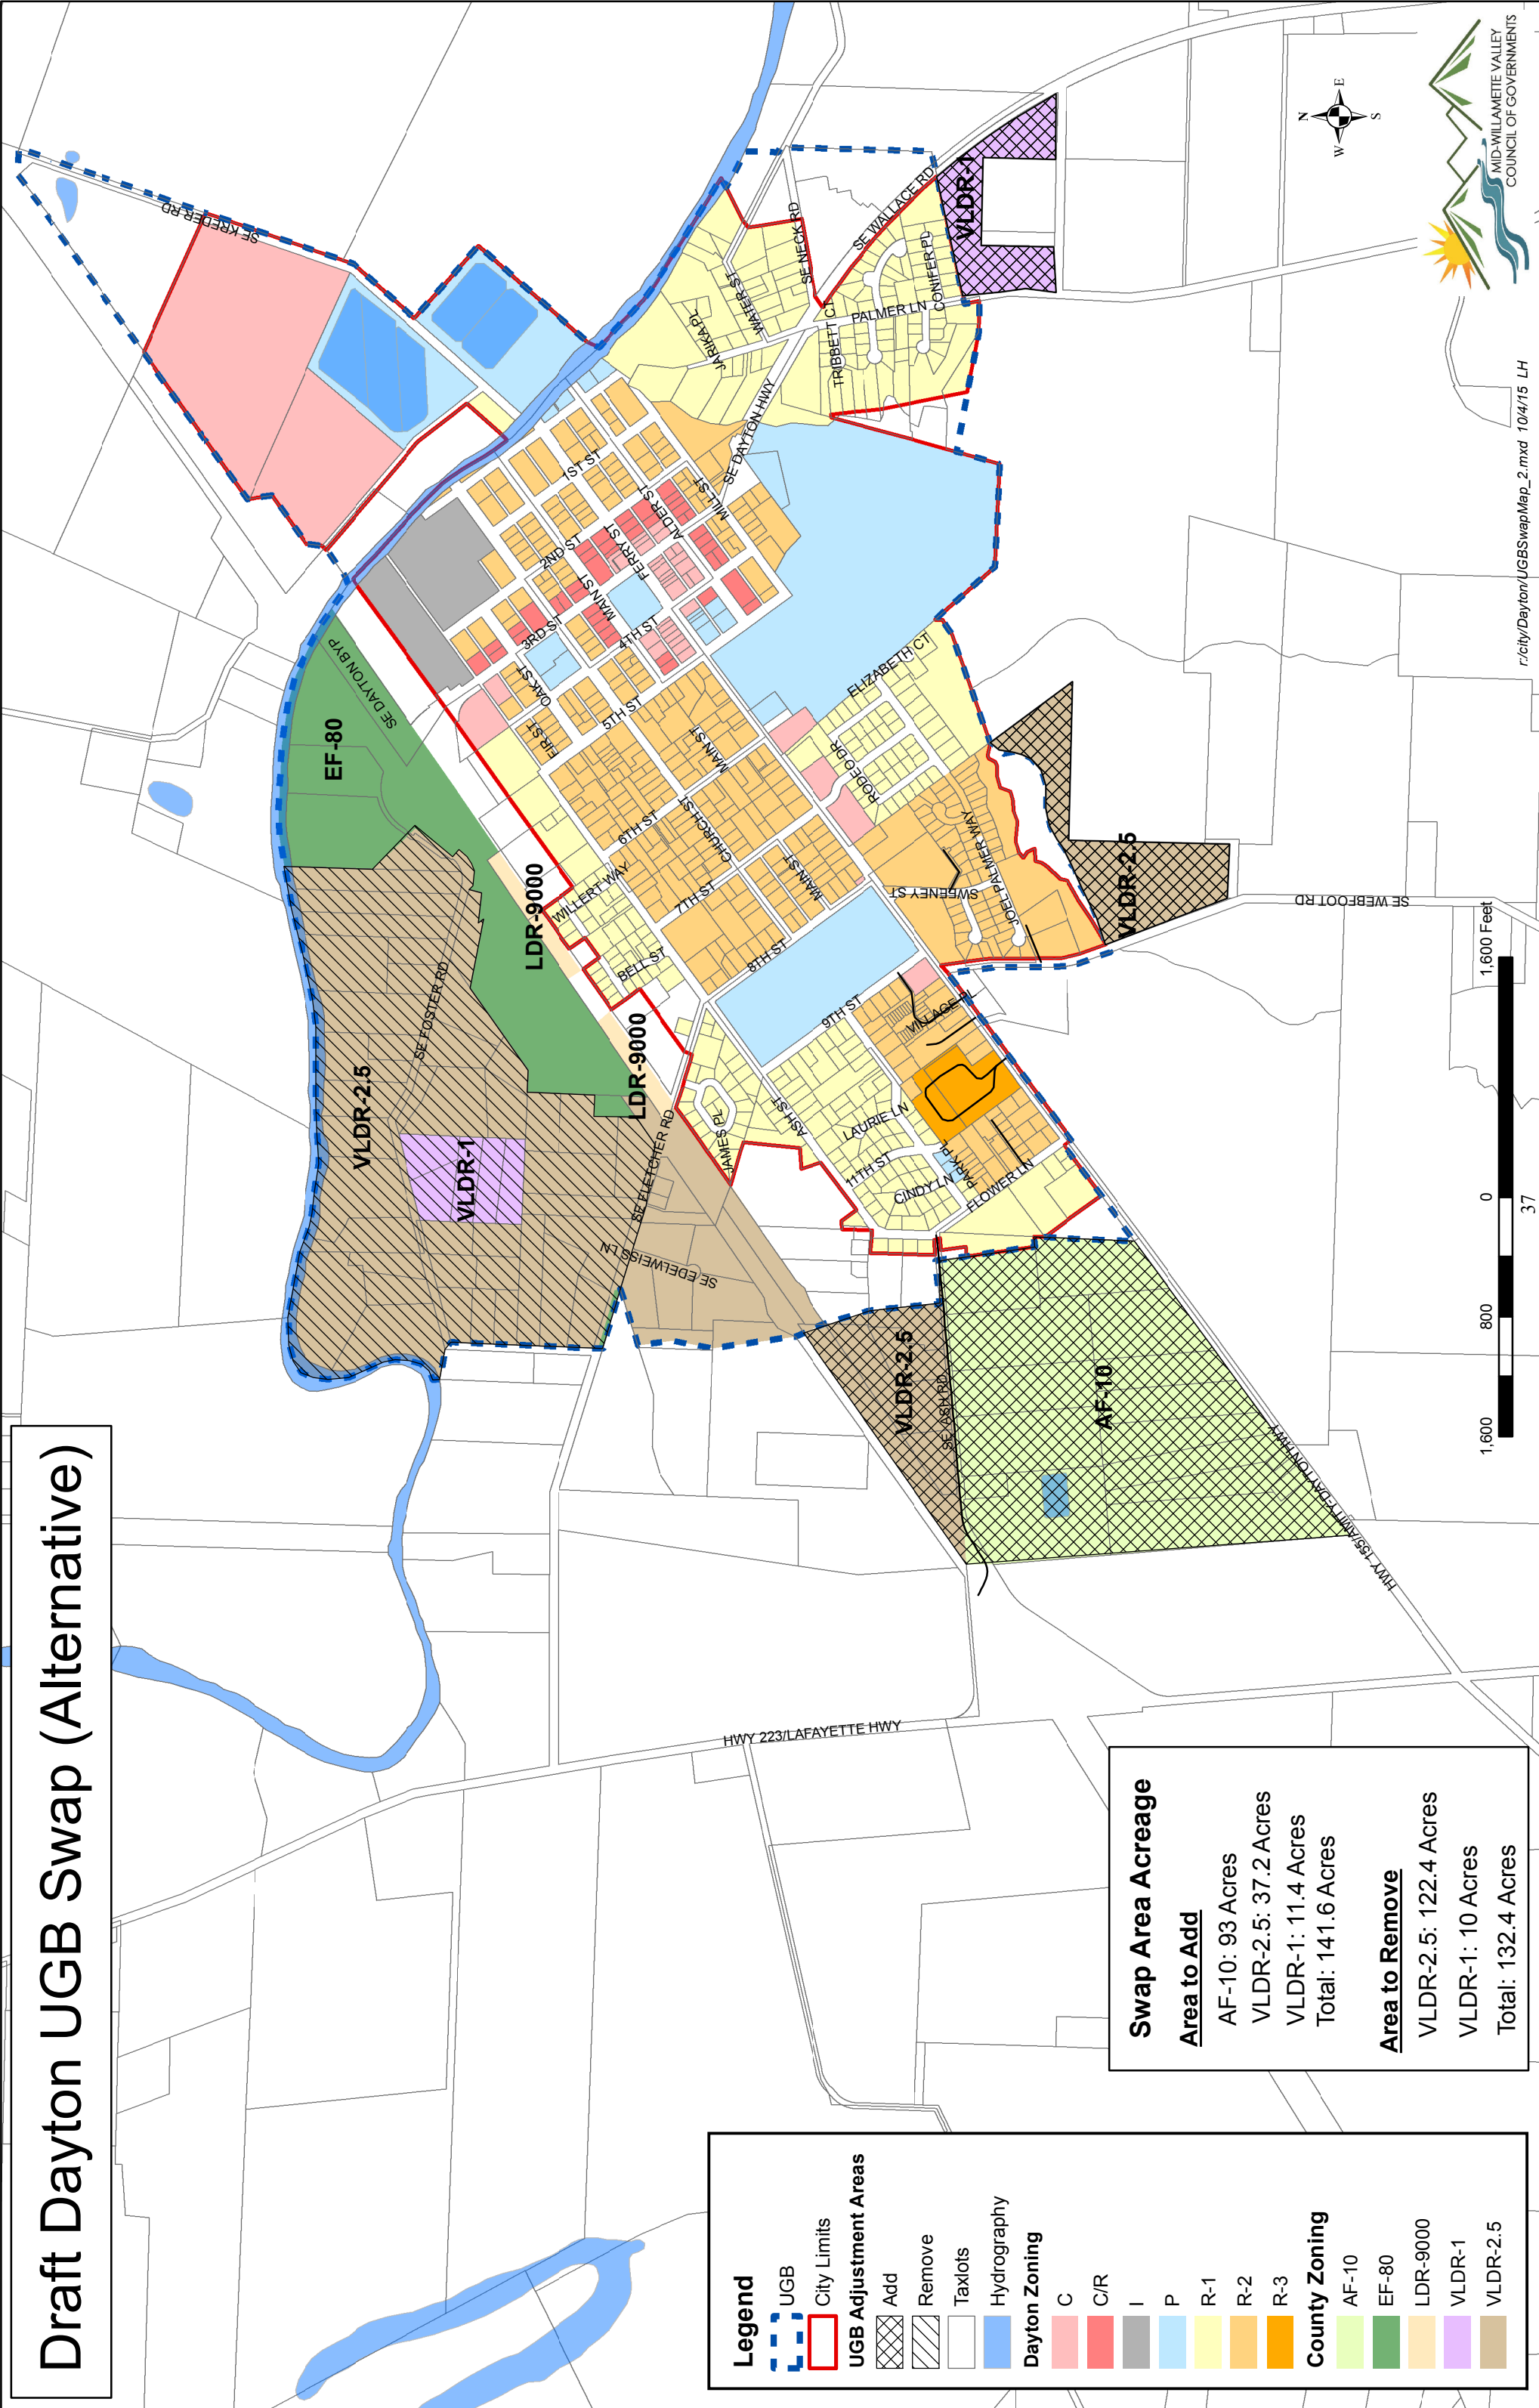 Draft Dayton UGB Swap (Alternative)
SE KREDER RD
SE DAYTON BYP
EF-80
VLDR-2.5
SE FOSTER RD
VLDR-1
LDR-9000
LDR-9000
SE FLETCHER RD
SE EDELWEISS LN
WILLERT WAY
BELL ST
JAMES PL
ASH ST
LAURIE LN
11TH ST
CINDY LN
PARK PL
FLOWER LN
VILLAGE PL
9TH ST
8TH ST
7TH ST
6TH ST
5TH ST
4TH ST
3RD ST
2ND ST
1ST ST
FIR ST
OAK ST
MAIN ST
MAIN ST
MAIN ST
CHURCH ST
FERRY ST
ALDER ST
MILL ST
SE DAYTON HWY
JARIKA PL
WATER ST
SE NECK RD
SE WALLACE RD
TRIBBETT CT
PALMER LN
CONIFER PL
VLDR-1
ELIZABETH CT
RODEO DR
SWEENEY ST
JOEL PALMER WAY
VLDR-2.5
SE WEBFOOT RD
VLDR-2.5
SE ASH RD
AF-10
HWY 155/AMITY-DAYTON HWY
HWY 223/LAFAYETTE HWY
N
W
E
S
MID-WILLAMETTE VALLEY
COUNCIL OF GOVERNMENTS
r:/city/Dayton/UGBSwapMap_2.mxd 10/4/15 LH
1,600
800
0
1,600 Feet
37
Swap Area Acreage
Area to Add
AF-10: 93 Acres
VLDR-2.5: 37.2 Acres
VLDR-1: 11.4 Acres
Total: 141.6 Acres
Area to Remove
VLDR-2.5: 122.4 Acres
VLDR-1: 10 Acres
Total: 132.4 Acres
Legend
UGB
City Limits
UGB Adjustment Areas
Add
Remove
Taxlots
Hydrography
Dayton Zoning
C
C/R
I
P
R-1
R-2
R-3
County Zoning
AF-10
EF-80
LDR-9000
VLDR-1
VLDR-2.5